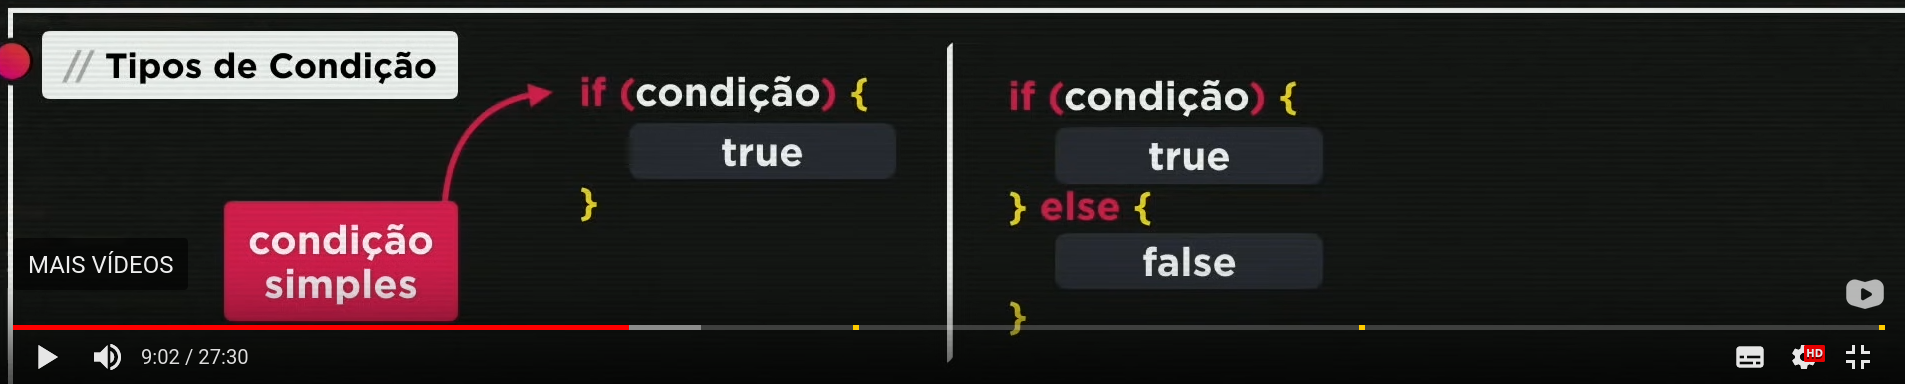 // Tipos de Condição
if (condição) {
true
}
condição
simples
if (condição) {
true
} else {
false
}
MAIS VÍDEOS
9:02 / 27:30
HD